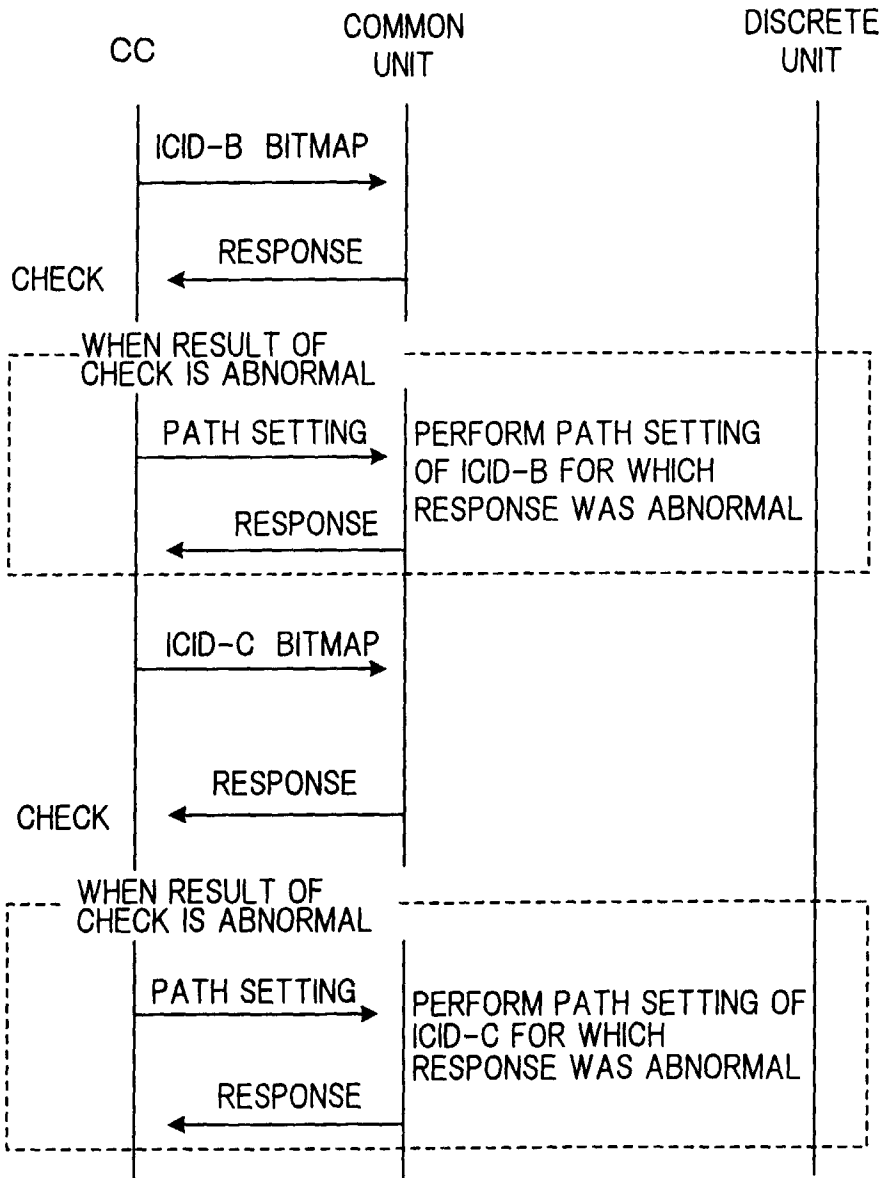 CC
COMMON
UNIT
DISCRETE
UNIT
ICID-B BITMAP
RESPONSE
CHECK
WHEN RESULT OF
CHECK IS ABNORMAL
PATH SETTING
PERFORM PATH SETTING
OF ICID-B FOR WHICH
RESPONSE WAS ABNORMAL
RESPONSE
ICID-C BITMAP
RESPONSE
CHECK
WHEN RESULT OF
CHECK IS ABNORMAL
PATH SETTING
PERFORM PATH SETTING OF
ICID-C FOR WHICH
RESPONSE WAS ABNORMAL
RESPONSE